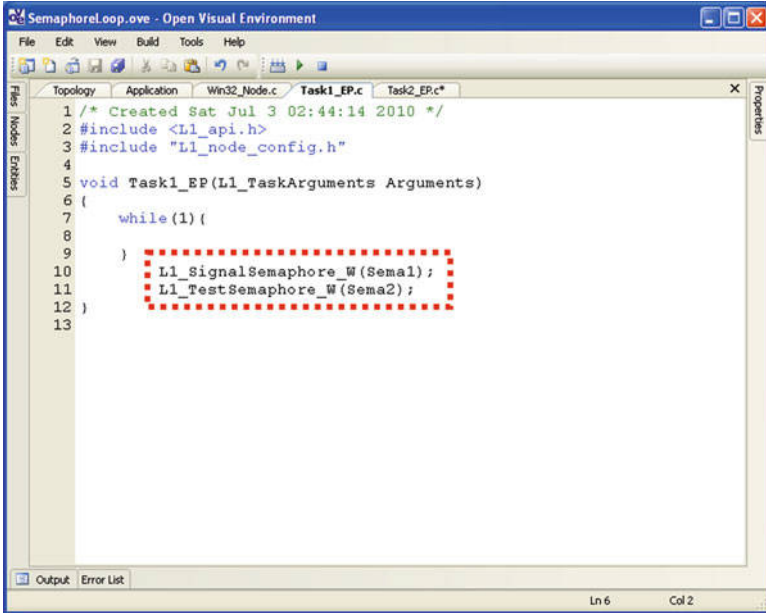 SemaphoreLoop.ove - Open Visual Environment
File Edit View Build Tools Help
Topology Application Win32_Node.c Task1_EP.c Task2_EP.c*
Files
Nodes
Entities
Properties
1 /* Created Sat Jul 3 02:44:14 2010 */
2 #include <L1_api.h>
3 #include "L1_node_config.h"
4
5 void Task1_EP(L1_TaskArguments Arguments)
6 {
7 while(1){
8
9 }
10 L1_SignalSemaphore_W(Sema1);
11 L1_TestSemaphore_W(Sema2);
12 }
13
Output Error List
Ln 6 Col 2